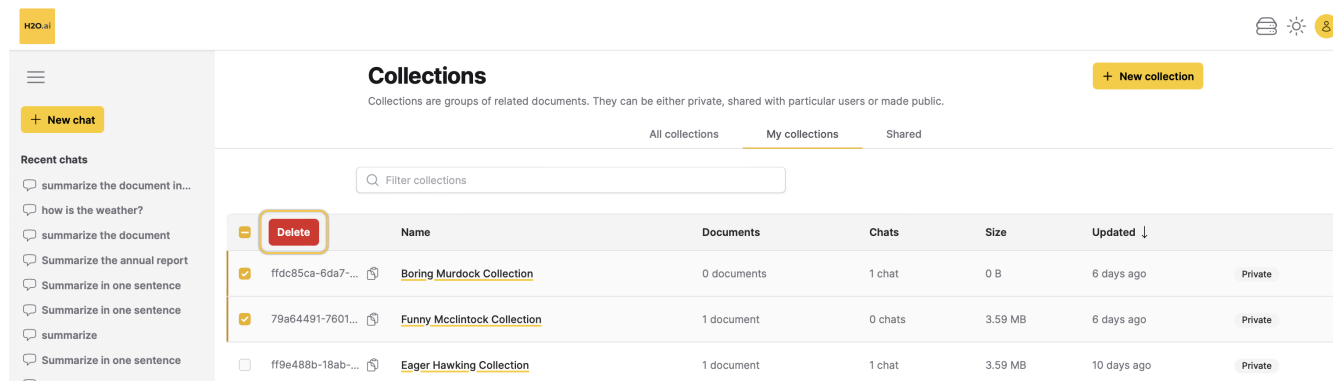 H2O.ai
Collections
+ New collection
Collections are groups of related documents. They can be either private, shared with particular users or made public.
+ New chat
All collections My collections Shared
Recent chats
Filter collections
summarize the document in...
how is the weather?
summarize the document
Summarize the annual report
Summarize in one sentence
Summarize in one sentence
summarize
Summarize in one sentence
Delete Name Documents Chats Size Updated ↓
ffdc85ca-6da7-... Boring Murdock Collection 0 documents 1 chat 0 B 6 days ago Private
79a64491-7601... Funny Mcclintock Collection 1 document 0 chats 3.59 MB 6 days ago Private
ff9e488b-18ab-... Eager Hawking Collection 1 document 1 chat 3.59 MB 10 days ago Private